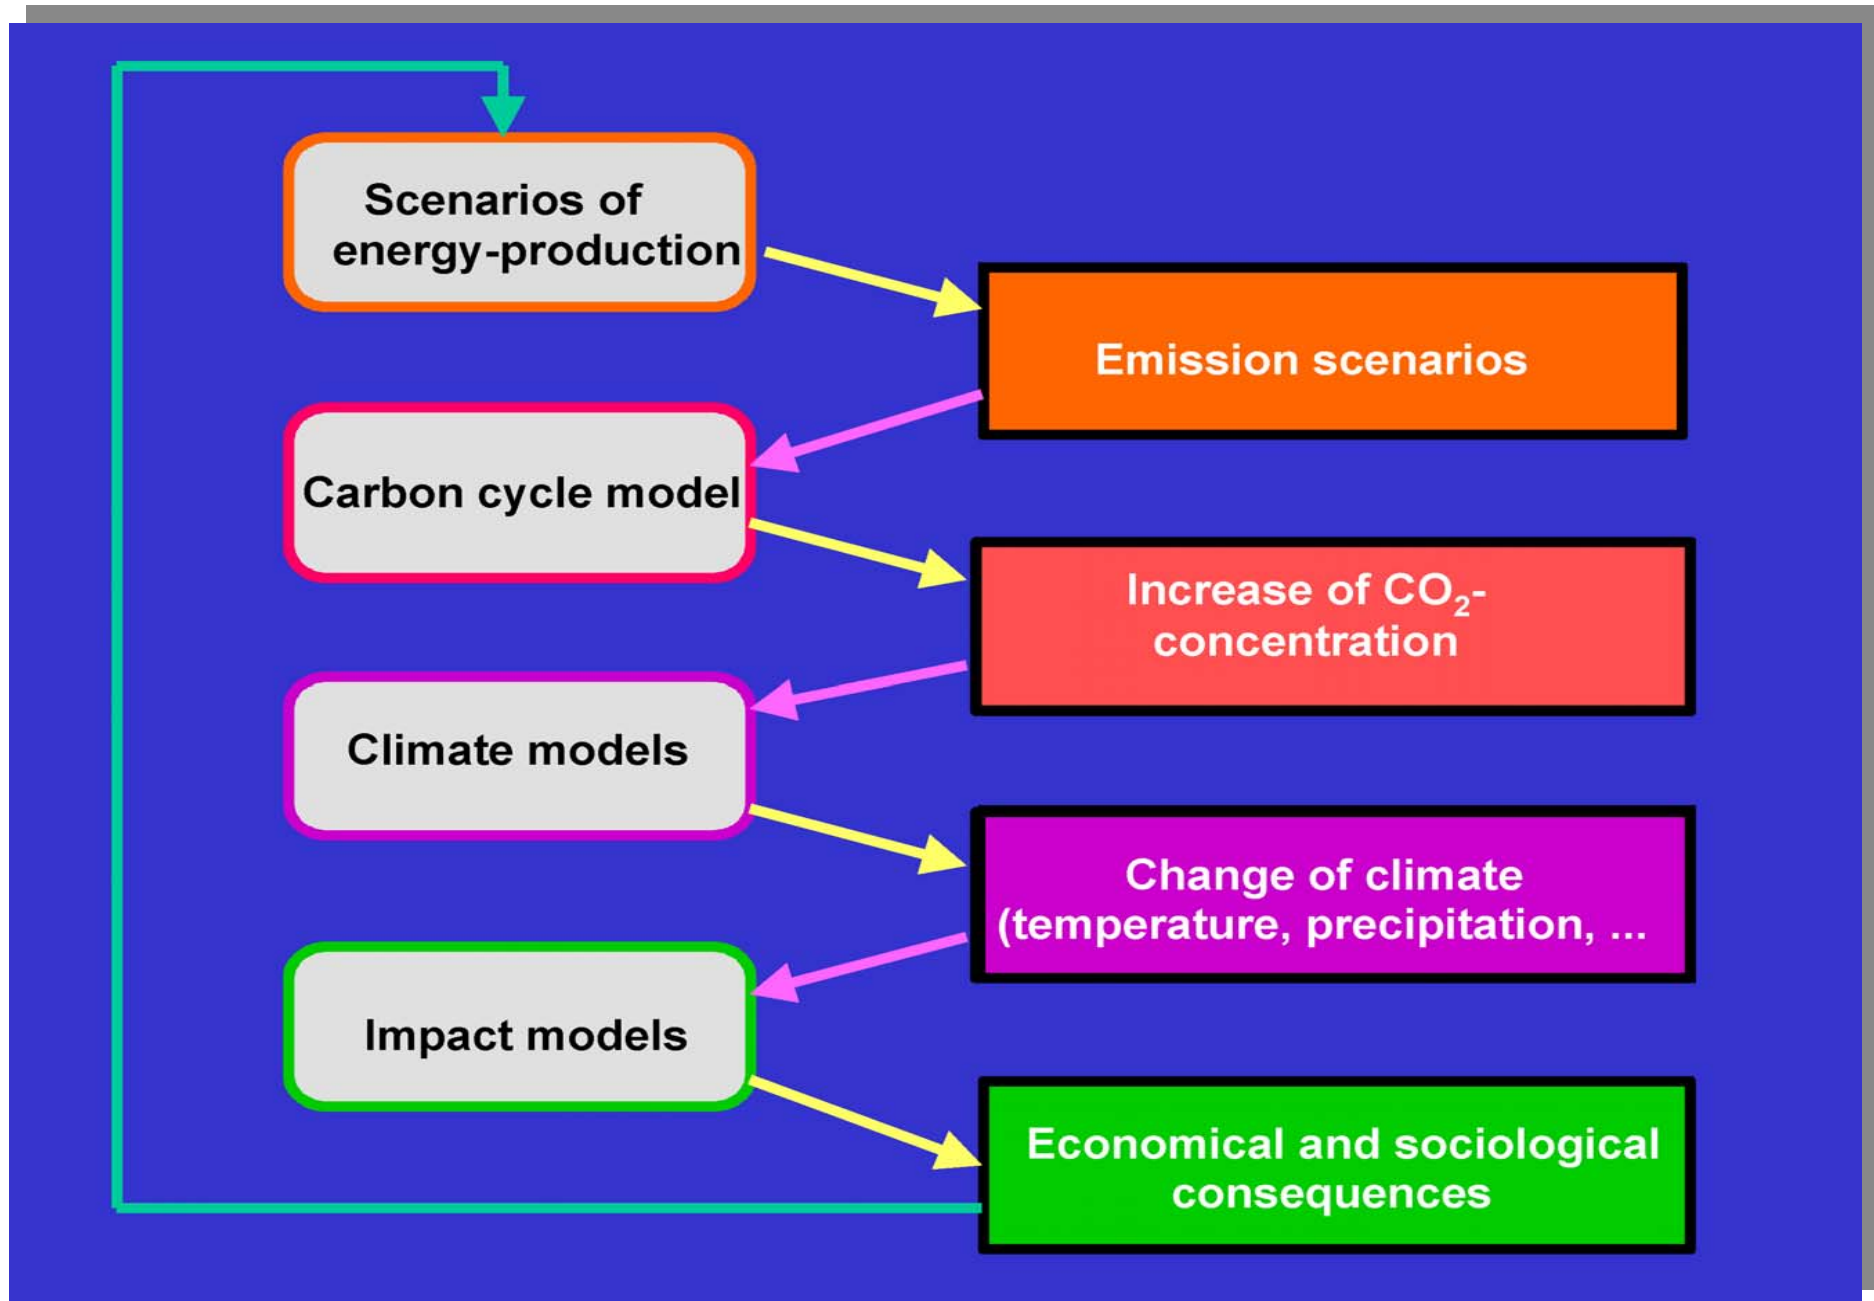 Scenarios of
energy-production
Emission scenarios
Carbon cycle model
Increase of CO₂-
concentration
Climate models
Change of climate
(temperature, precipitation, ...
Impact models
Economical and sociological
consequences